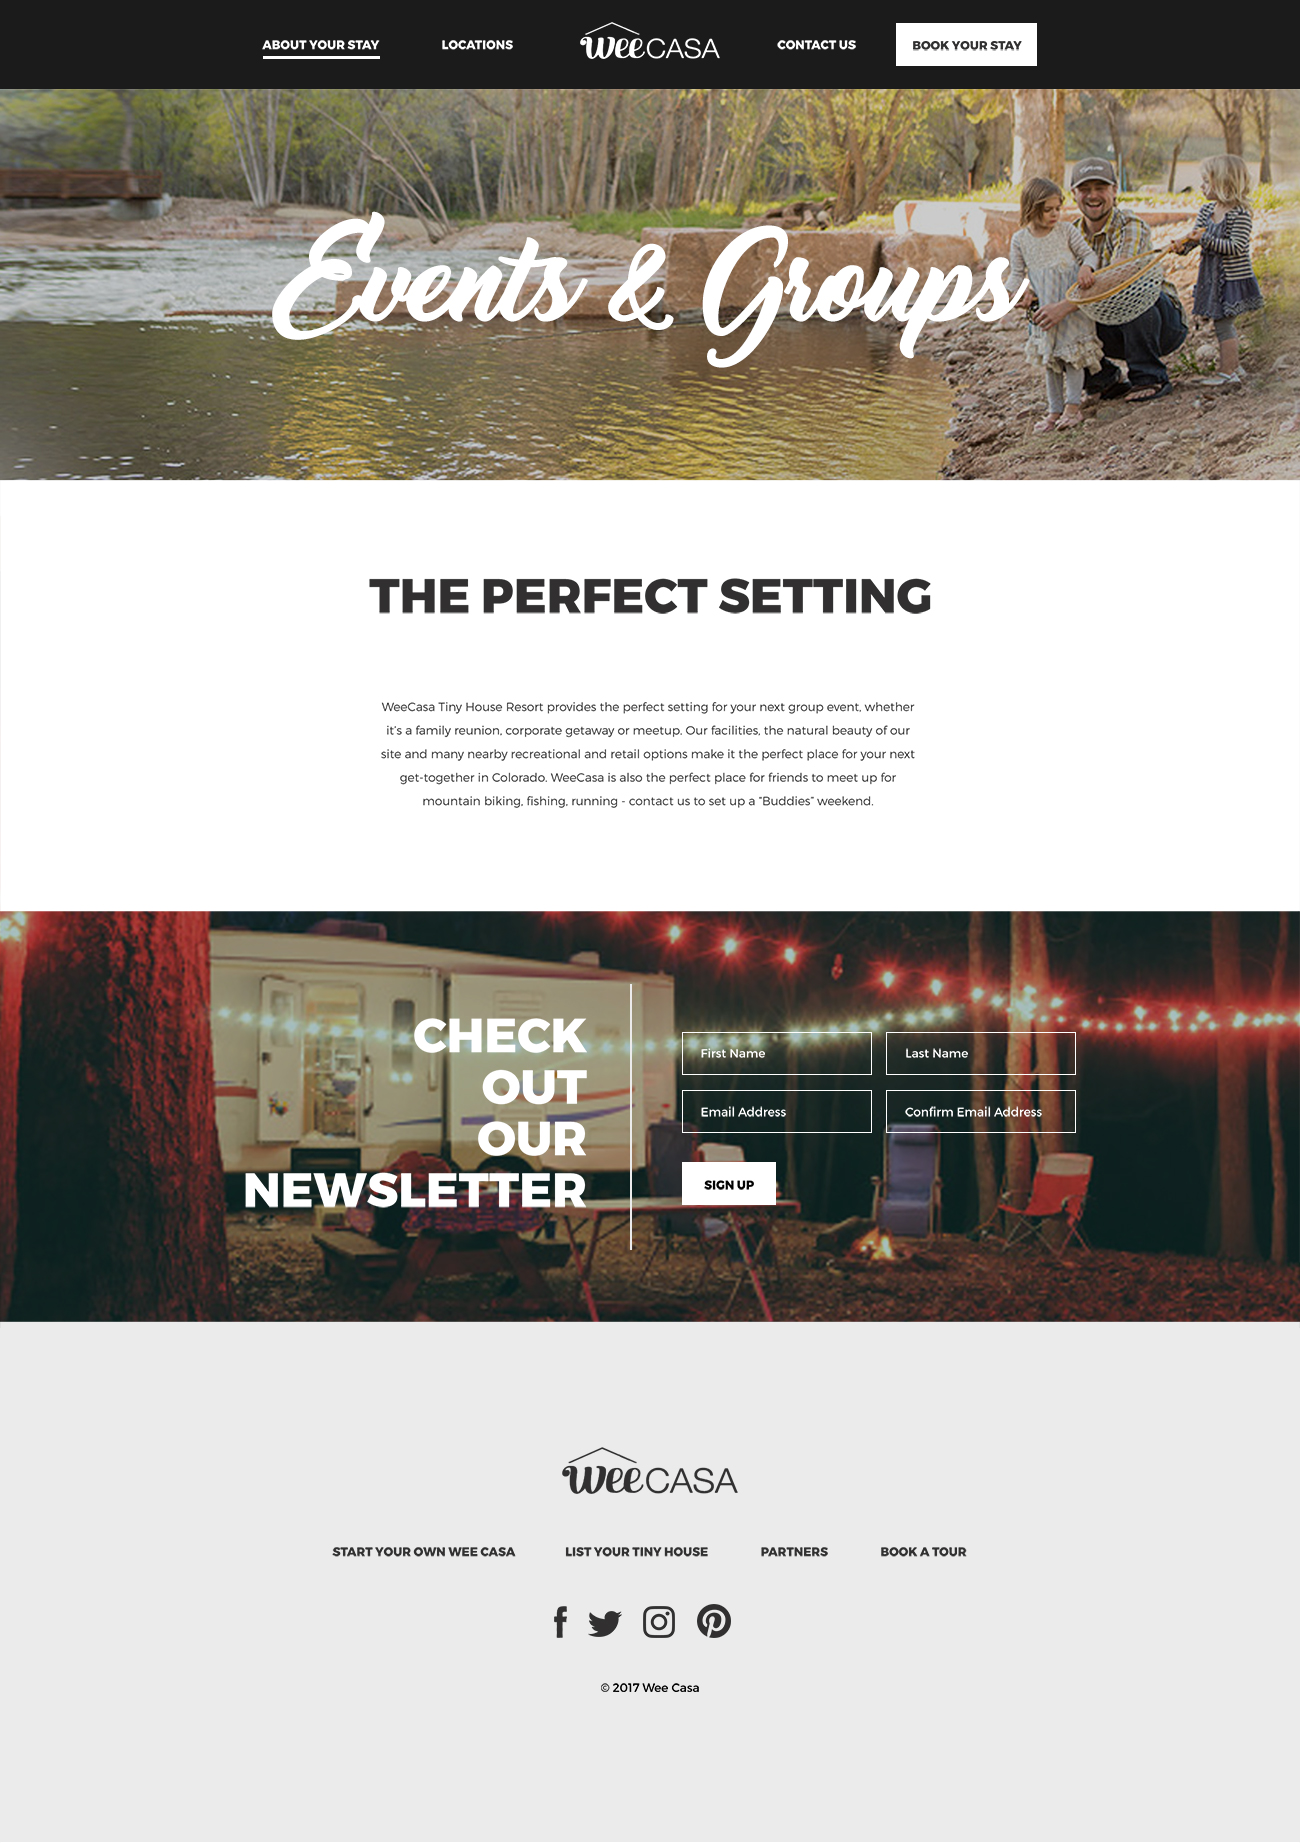 ABOUT YOUR STAY
LOCATIONS
WeeCASA
CONTACT US
BOOK YOUR STAY
Events & Groups
THE PERFECT SETTING
WeeCasa Tiny House Resort provides the perfect setting for your next group event, whether
it's a family reunion, corporate getaway or meetup. Our facilities, the natural beauty of our
site and many nearby recreational and retail options make it the perfect place for your next
get-together in Colorado. WeeCasa is also the perfect place for friends to meet up for
mountain biking, fishing, running - contact us to set up a "Buddies" weekend.
CHECK
OUT
OUR
NEWSLETTER
First Name
Last Name
Email Address
Confirm Email Address
SIGN UP
WeeCASA
START YOUR OWN WEE CASA
LIST YOUR TINY HOUSE
PARTNERS
BOOK A TOUR
© 2017 Wee Casa